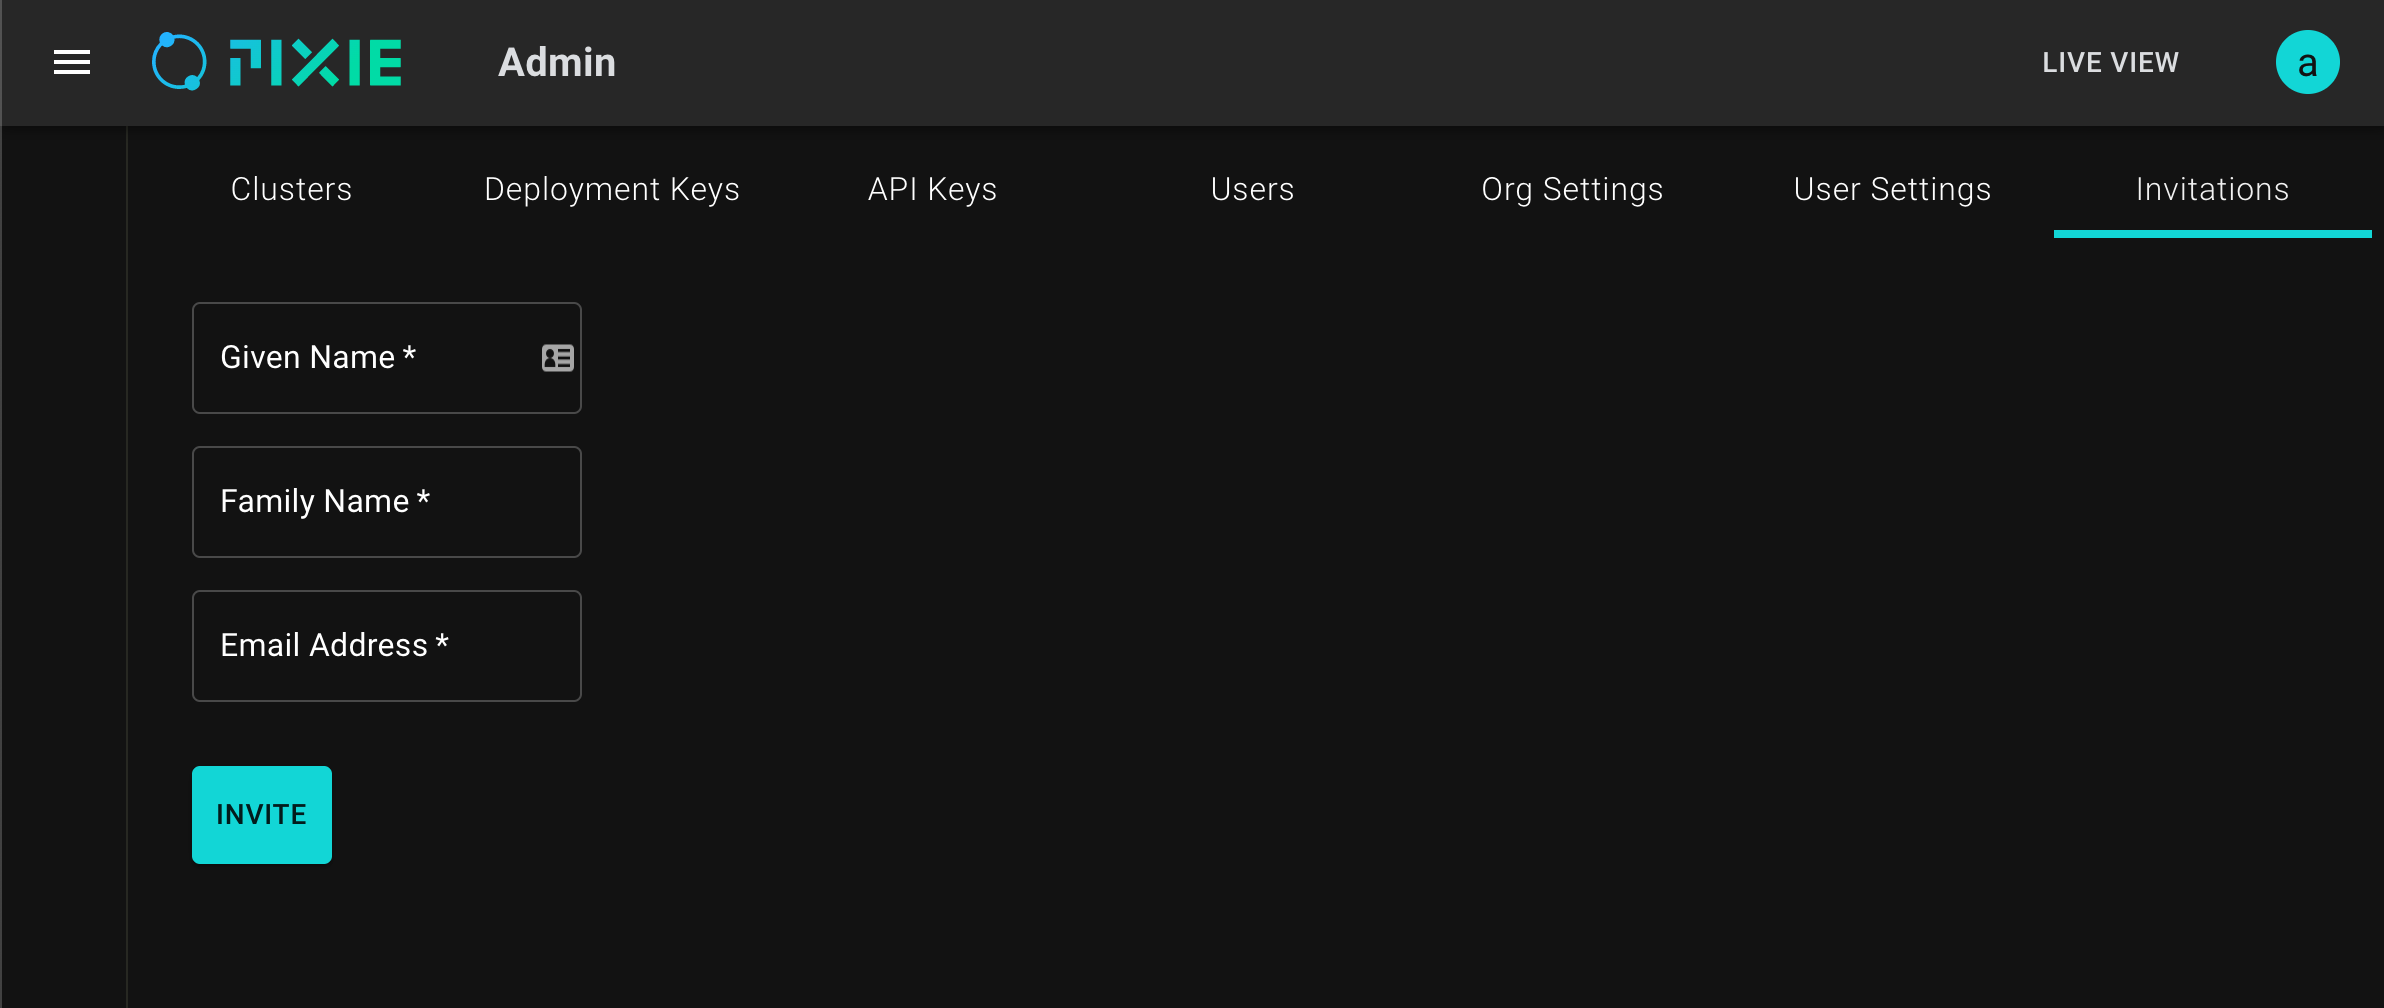 PIXIE Admin LIVE VIEW a
Clusters Deployment Keys API Keys Users Org Settings User Settings Invitations
Given Name *
Family Name *
Email Address *
INVITE